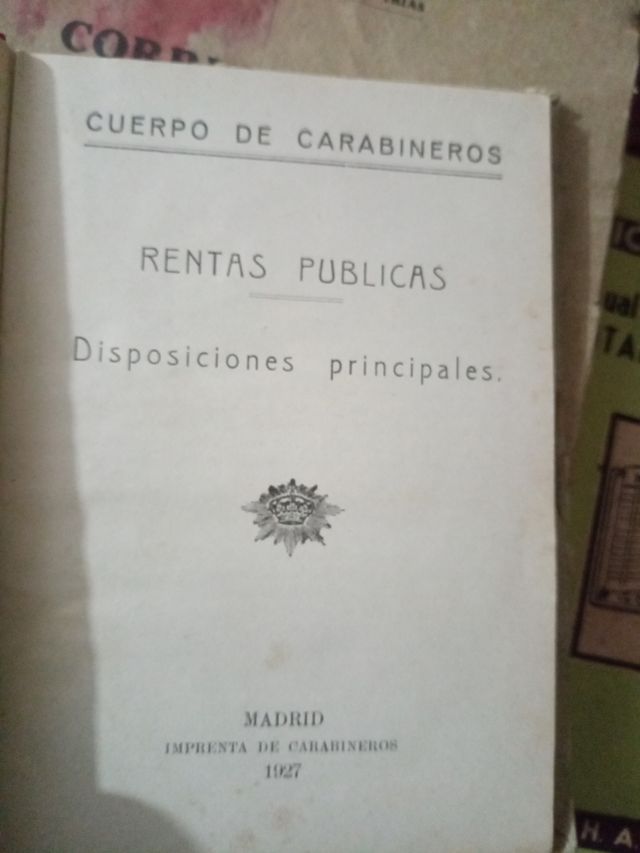 CUERPO DE CARABINEROS
RENTAS PUBLICAS
Disposiciones principales.
MADRID
IMPRENTA DE CARABINEROS
1927
H. A.